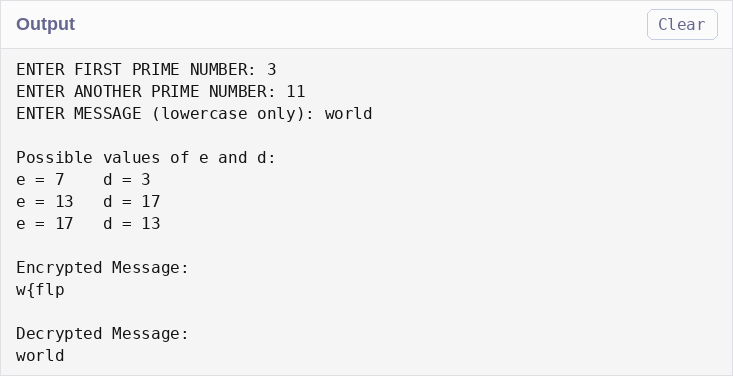 Output
Clear
ENTER FIRST PRIME NUMBER: 3
ENTER ANOTHER PRIME NUMBER: 11
ENTER MESSAGE (lowercase only): world
Possible values of e and d:
e = 7    d = 3
e = 13   d = 17
e = 17   d = 13
Encrypted Message:
w{flp
Decrypted Message:
world